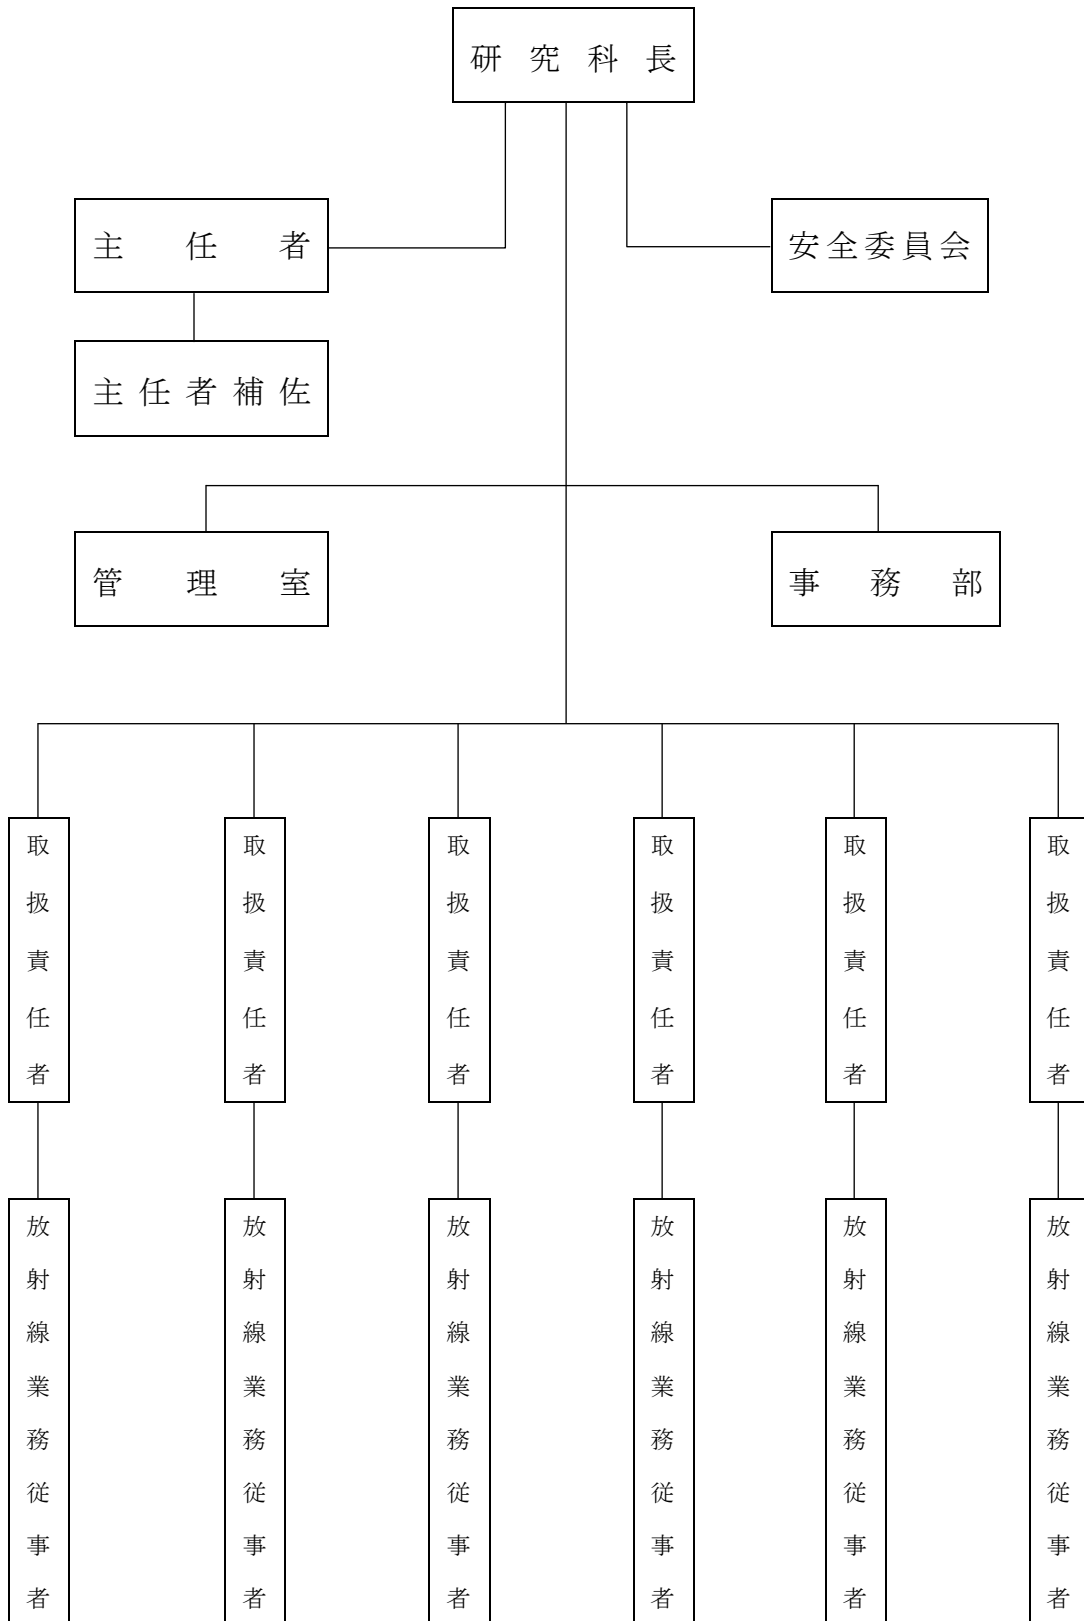 研究科長
主任者
安全委員会
主任者補佐
管理室
事務部
取扱責任者
取扱責任者
取扱責任者
取扱責任者
取扱責任者
取扱責任者
放射線業務従事者
放射線業務従事者
放射線業務従事者
放射線業務従事者
放射線業務従事者
放射線業務従事者